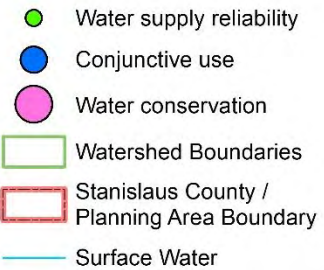 Water supply reliability
Conjunctive use
Water conservation
Watershed Boundaries
Stanislaus County /
Planning Area Boundary
Surface Water